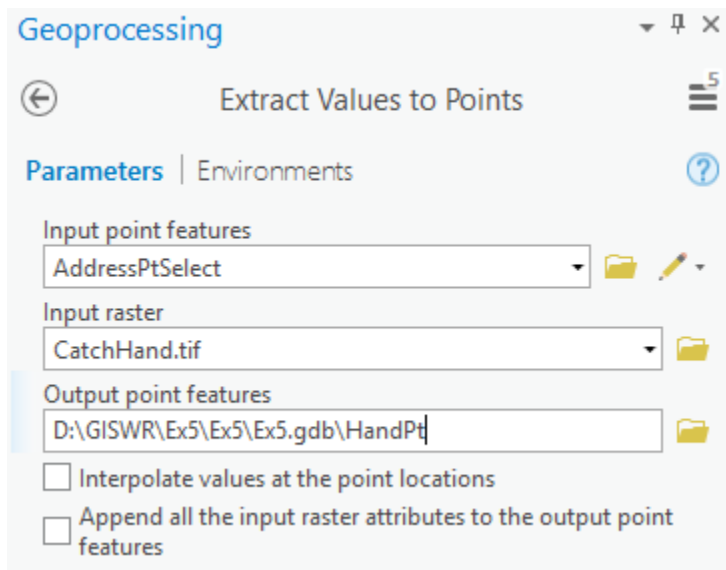 Geoprocessing
Extract Values to Points
5
Parameters | Environments
?
Input point features
AddressPtSelect
Input raster
CatchHand.tif
Output point features
D:\GISWR\Ex5\Ex5\Ex5.gdb\HandPt
Interpolate values at the point locations
Append all the input raster attributes to the output point
features